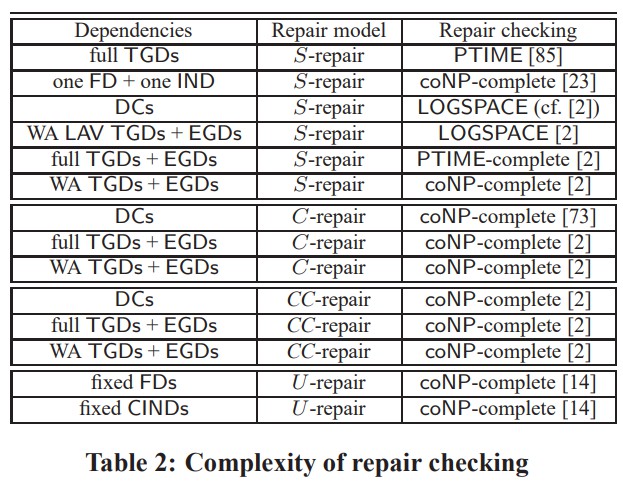 Dependencies Repair model Repair checking
full TGDs S-repair PTIME [85]
one FD + one IND S-repair coNP-complete [23]
DCs S-repair LOGSPACE (cf. [2])
WA LAV TGDs + EGDs S-repair LOGSPACE [2]
full TGDs + EGDs S-repair PTIME-complete [2]
WA TGDs + EGDs S-repair coNP-complete [2]
DCs C-repair coNP-complete [73]
full TGDs + EGDs C-repair coNP-complete [2]
WA TGDs + EGDs C-repair coNP-complete [2]
DCs CC-repair coNP-complete [2]
full TGDs + EGDs CC-repair coNP-complete [2]
WA TGDs + EGDs CC-repair coNP-complete [2]
fixed FDs U-repair coNP-complete [14]
fixed CINDs U-repair coNP-complete [14]
Table 2: Complexity of repair checking